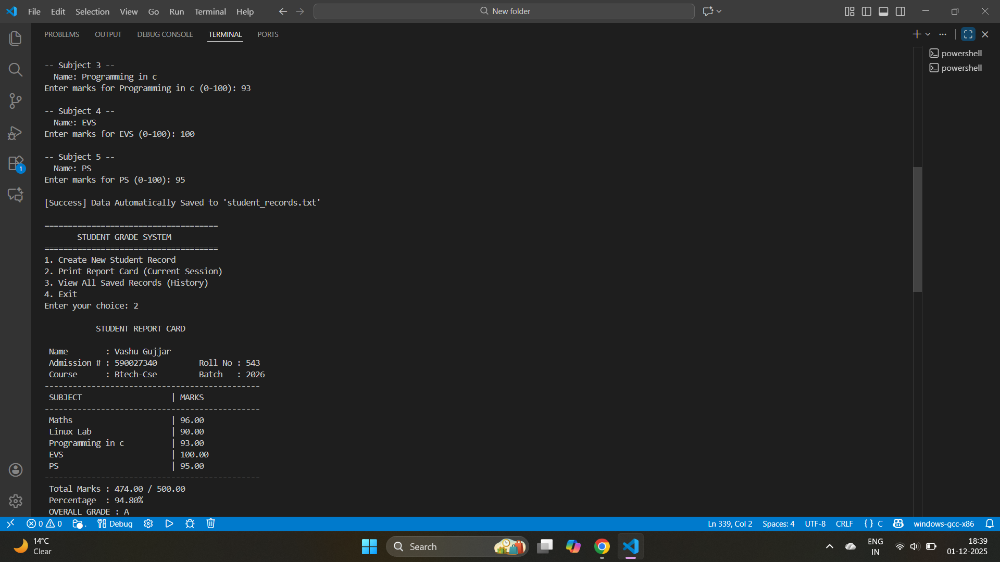 File Edit Selection View Go Run Terminal Help New folder
PROBLEMS OUTPUT DEBUG CONSOLE TERMINAL PORTS
powershell
powershell
-- Subject 3 --
Name: Programming in c
Enter marks for Programming in c (0-100): 93
-- Subject 4 --
Name: EVS
Enter marks for EVS (0-100): 100
-- Subject 5 --
Name: PS
Enter marks for PS (0-100): 95
[Success] Data Automatically Saved to 'student_records.txt'
=====================================
STUDENT GRADE SYSTEM
=====================================
1. Create New Student Record
2. Print Report Card (Current Session)
3. View All Saved Records (History)
4. Exit
Enter your choice: 2
STUDENT REPORT CARD
Name : Vashu Gujjar
Admission # : 590027340 Roll No : 543
Course : Btech-Cse Batch : 2026
----------------------------------------------
SUBJECT | MARKS
----------------------------------------------
Maths | 96.00
Linux Lab | 90.00
Programming in c | 93.00
EVS | 100.00
PS | 95.00
----------------------------------------------
Total Marks : 474.00 / 500.00
Percentage : 94.80%
OVERALL GRADE : A
1
0 0 . Debug Ln 339, Col 2 Spaces: 4 UTF-8 CRLF {} C windows-gcc-x86
14°C
Clear
Search
ENG
IN
18:39
01-12-2025